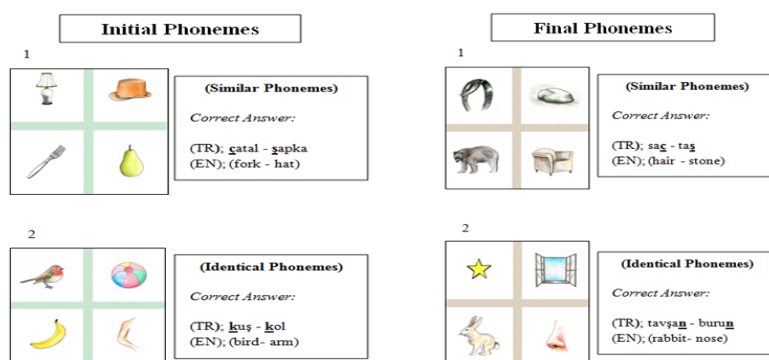 Initial Phonemes
1
(Similar Phonemes)
Correct Answer:
(TR); çatal - şapka
(EN); (fork - hat)
2
(Identical Phonemes)
Correct Answer:
(TR); kuş - kol
(EN); (bird- arm)
Final Phonemes
1
(Similar Phonemes)
Correct Answer:
(TR); saç - taş
(EN); (hair - stone)
2
(Identical Phonemes)
Correct Answer:
(TR); tavşan - burun
(EN); (rabbit- nose)